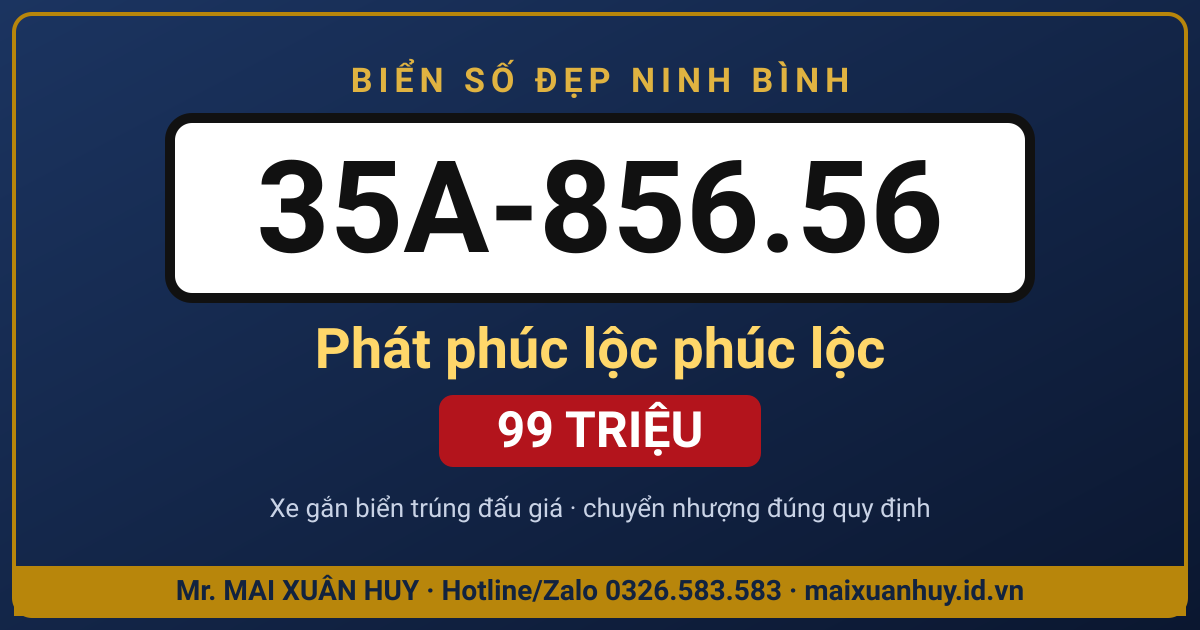 BIỂN SỐ ĐẸP NINH BÌNH
35A-856.56
Phát phúc lộc phúc lộc
99 TRIỆU
Xe gắn biển trúng đấu giá · chuyển nhượng đúng quy định
Mr. MAI XUÂN HUY · Hotline/Zalo 0326.583.583 · maixuanhuy.id.vn